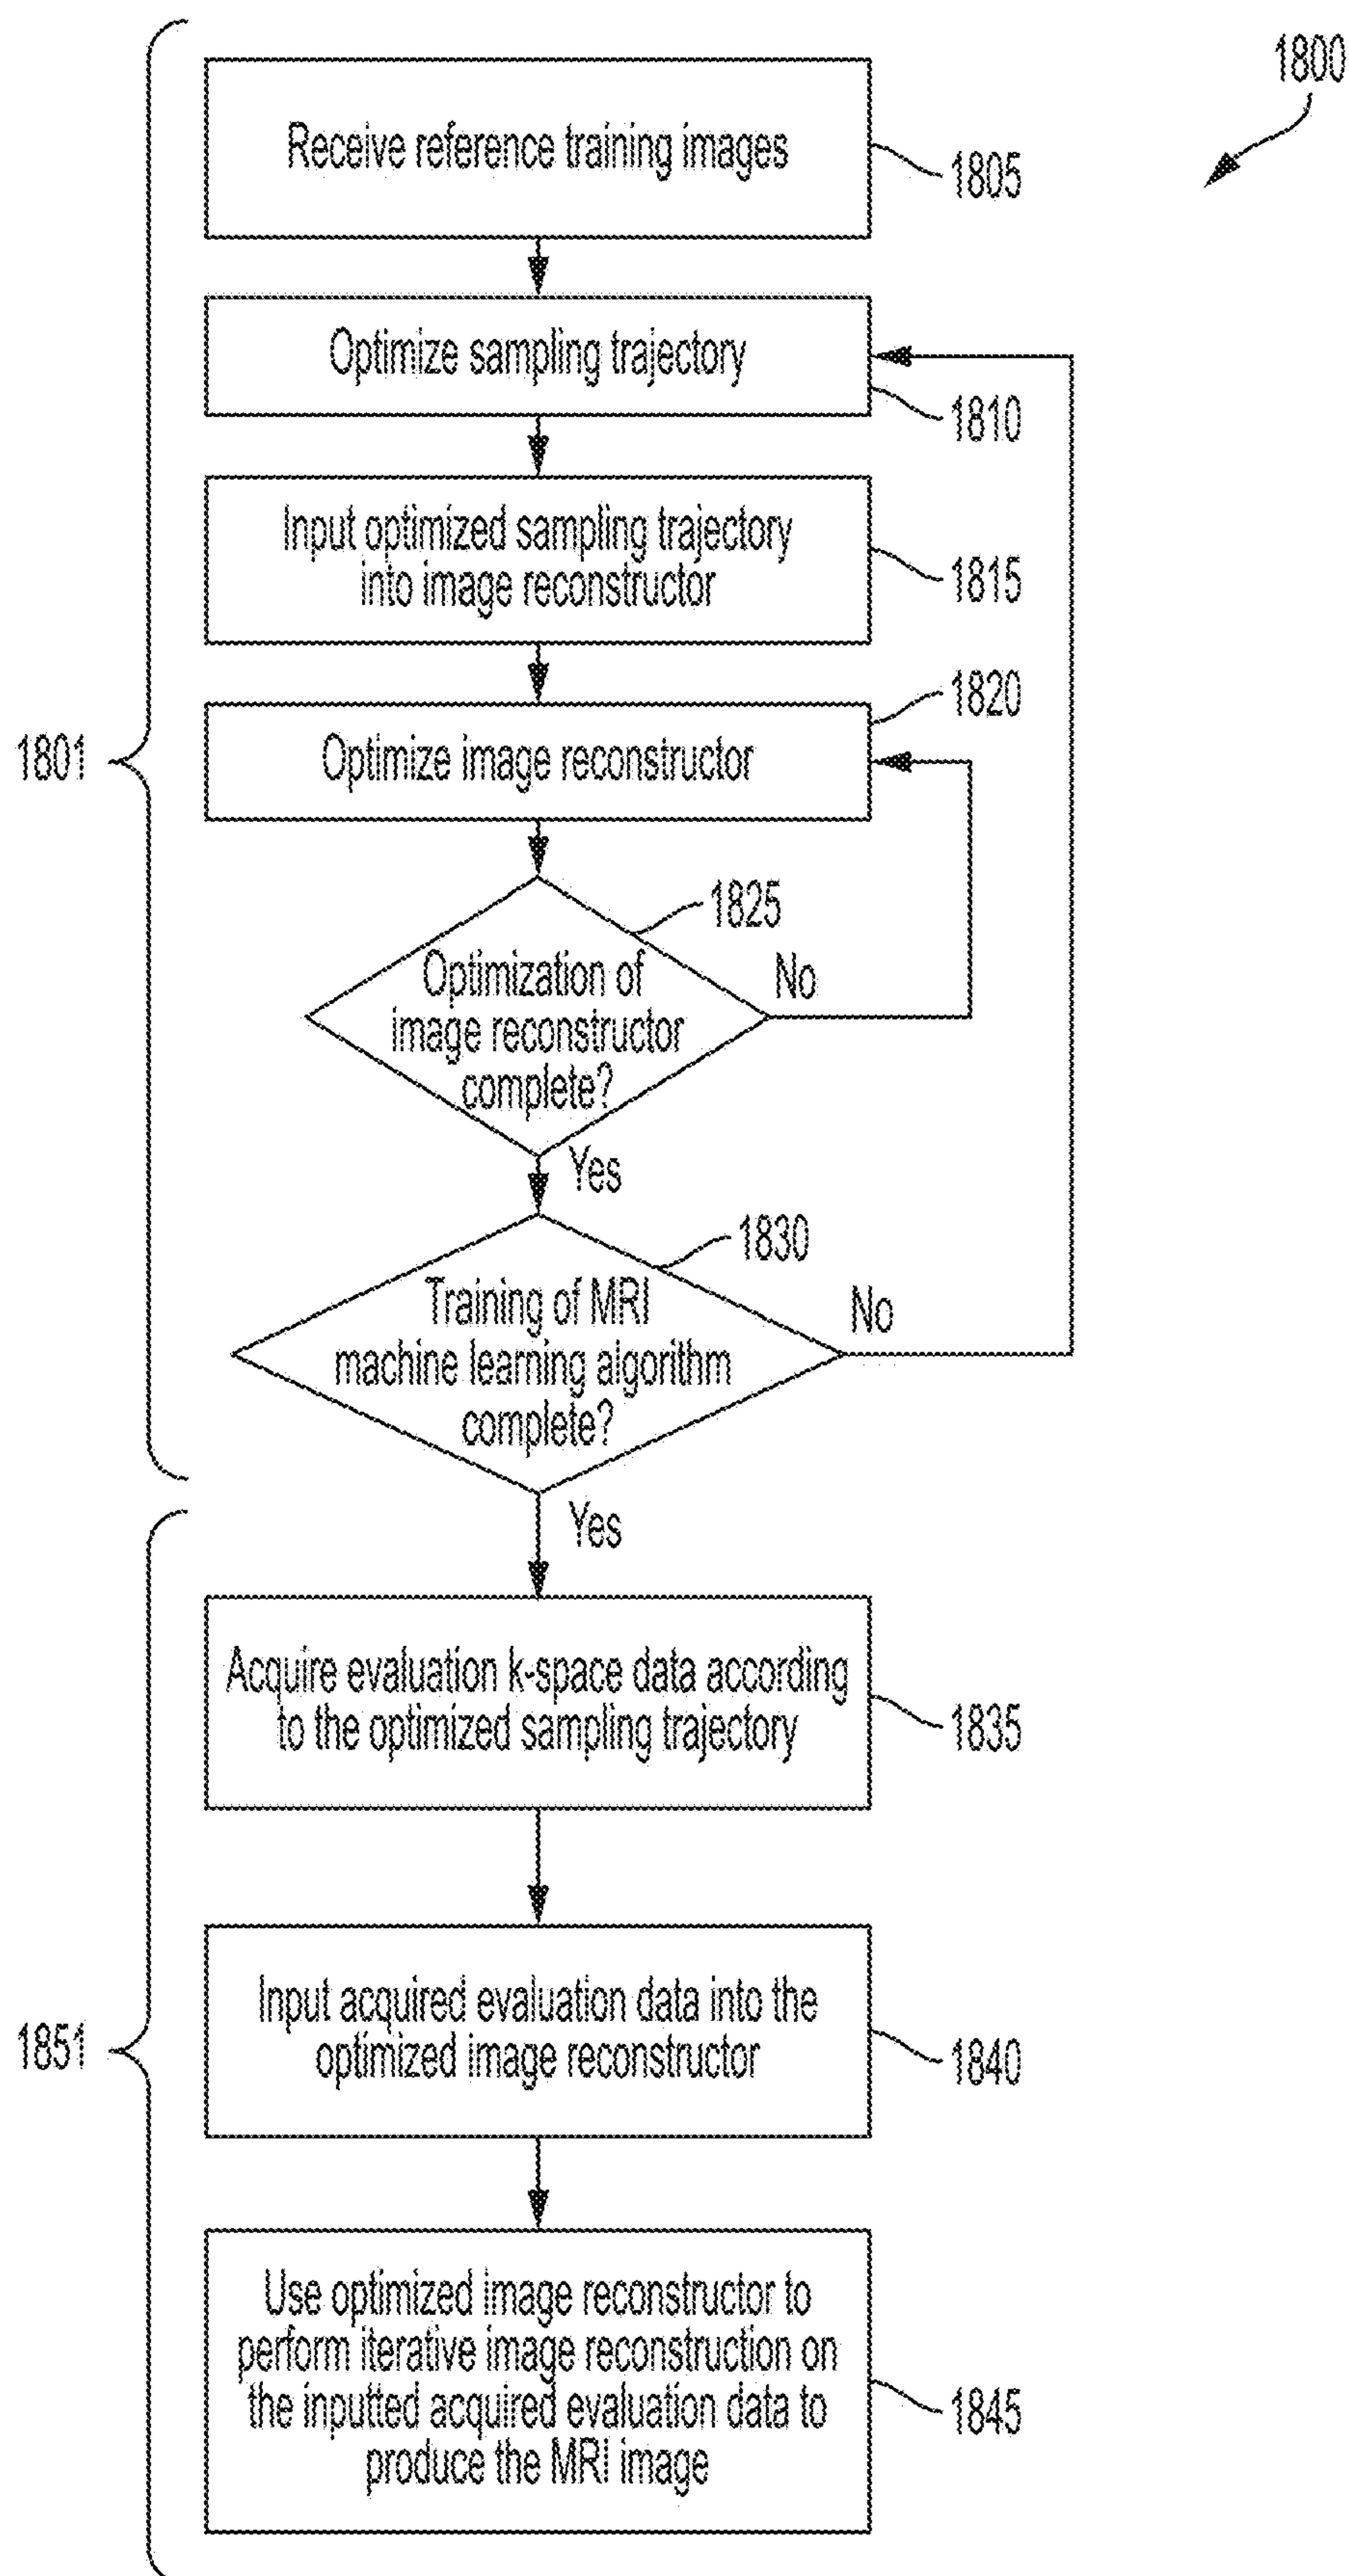 1800
Receive reference training images
1805
Optimize sampling trajectory
1810
Input optimized sampling trajectory
into image reconstructor
1815
1820
Optimize image reconstructor
1801
1825
Optimization of
image reconstructor
complete?
No
Yes
1830
Training of MRI
machine learning algorithm
complete?
No
Yes
Acquire evaluation k-space data according
to the optimized sampling trajectory
1835
Input acquired evaluation data into the
optimized image reconstructor
1840
1851
Use optimized image reconstructor to
perform iterative image reconstruction on
the inputted acquired evaluation data to
produce the MRI image
1845